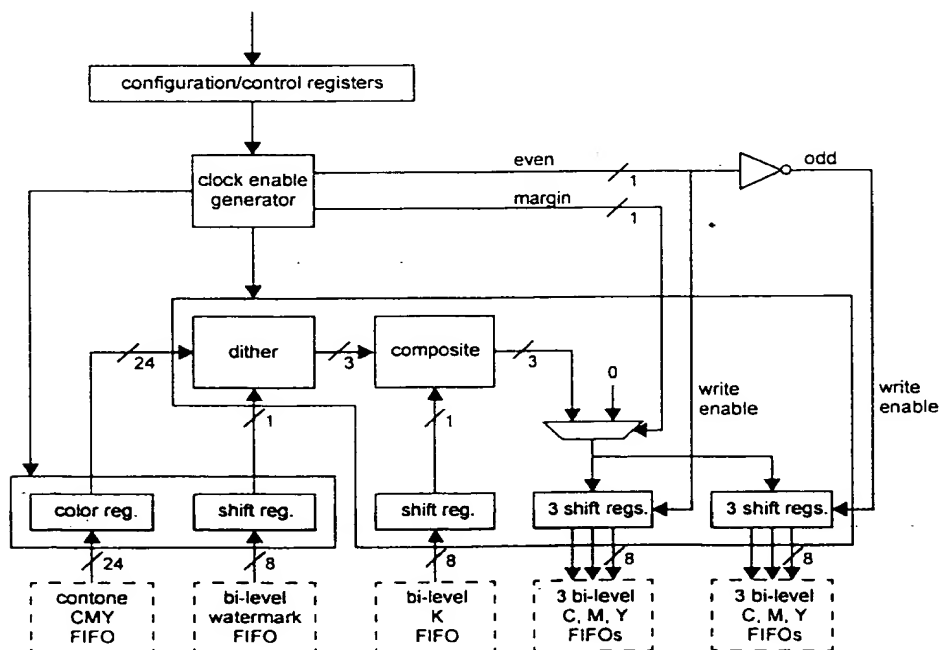 configuration/control registers
even
odd
1
clock enable
generator
margin
1
dither
composite
24
3
3
0
write
enable
write
enable
1
1
color reg.
shift reg.
shift reg.
3 shift regs.
3 shift regs.
24
8
8
8
8
contone
CMY
FIFO
bi-level
watermark
FIFO
bi-level
K
FIFO
3 bi-level
C, M, Y
FIFOs
3 bi-level
C, M, Y
FIFOs